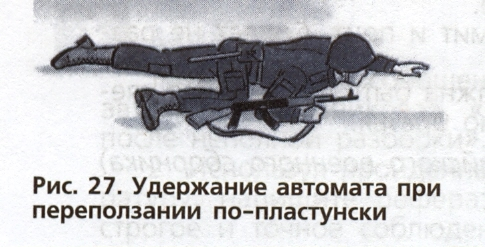 Рис. 27. Удержание автомата при
переползании по-пластунски